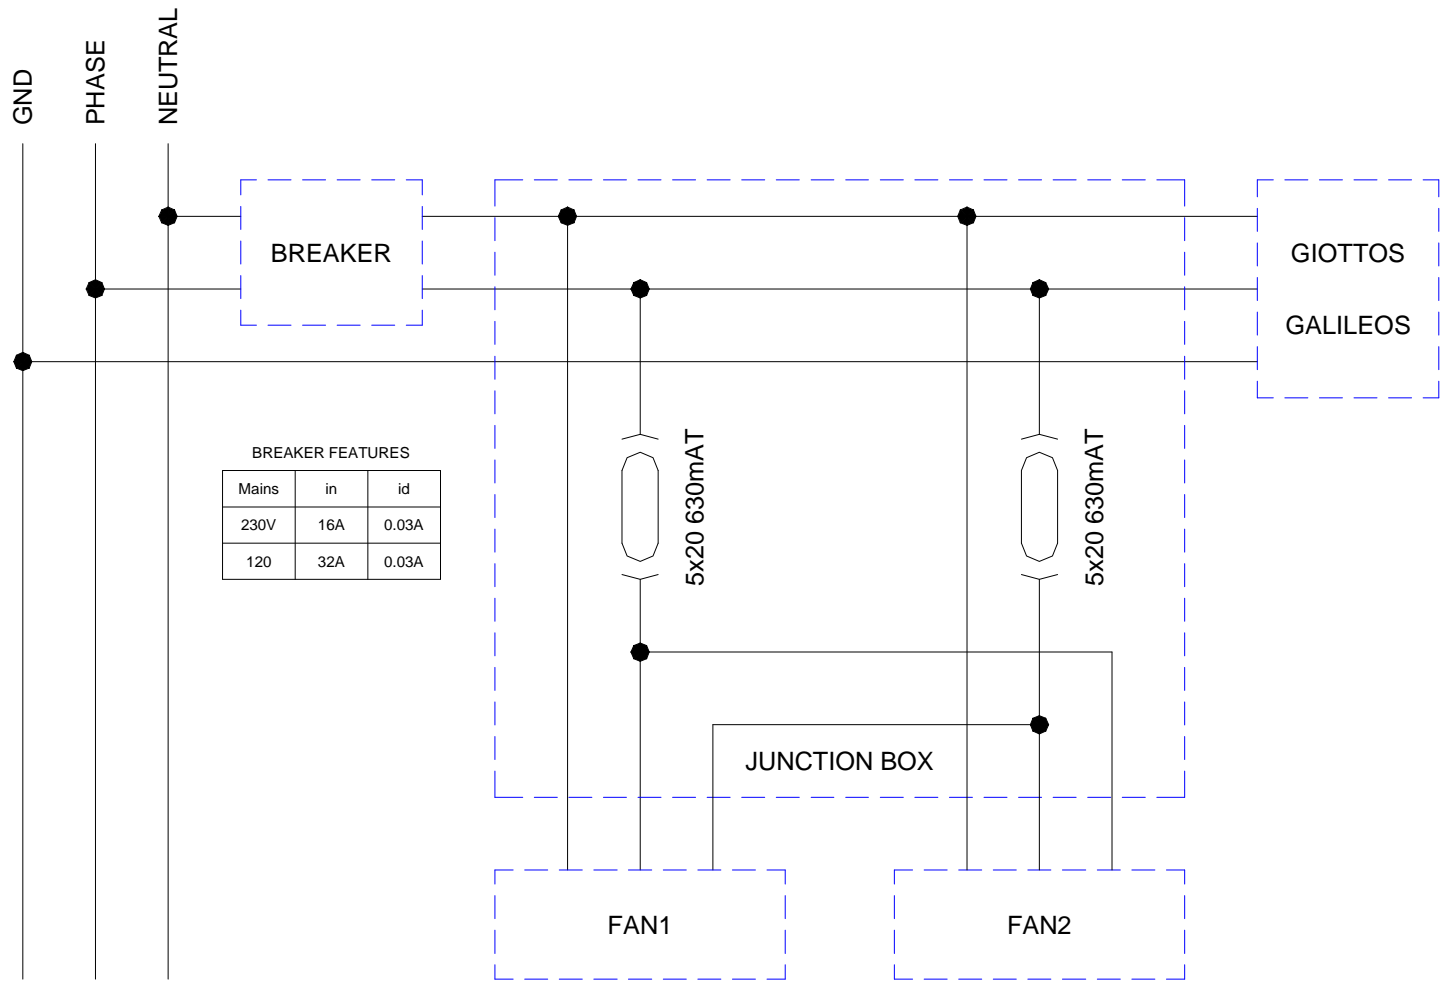 GND
PHASE
NEUTRAL
BREAKER
GIOTTOS
GALILEOS
BREAKER FEATURES
Mains in id
230V 16A 0.03A
120 32A 0.03A
5x20 630mAT
5x20 630mAT
JUNCTION BOX
FAN1
FAN2